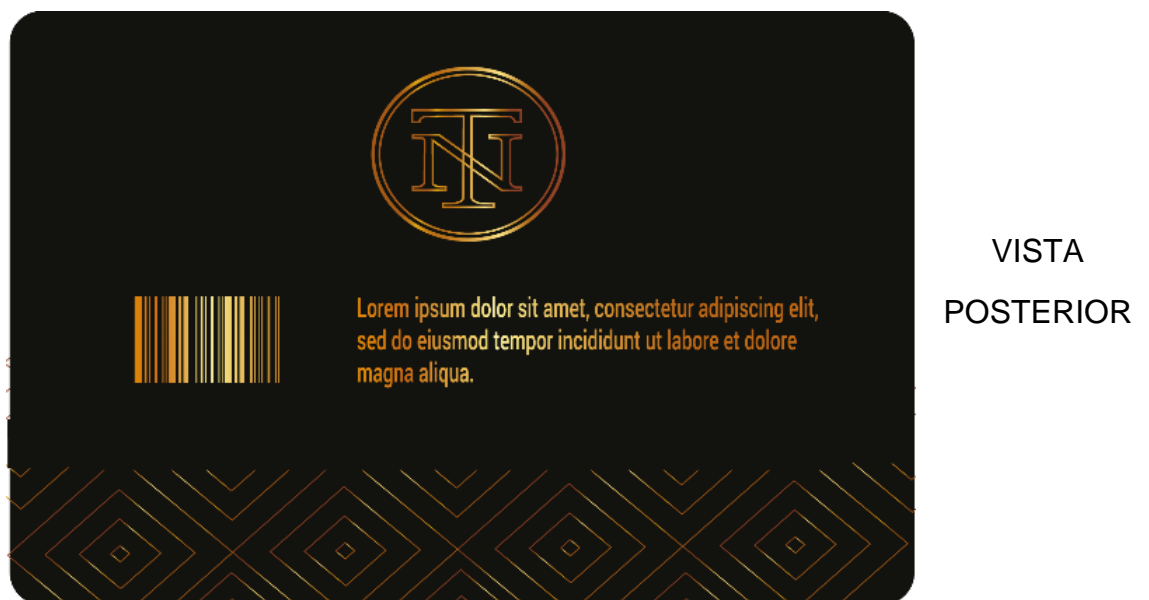 TN
Lorem ipsum dolor sit amet, consectetur adipiscing elit,
sed do eiusmod tempor incididunt ut labore et dolore
magna aliqua.
VISTA
POSTERIOR